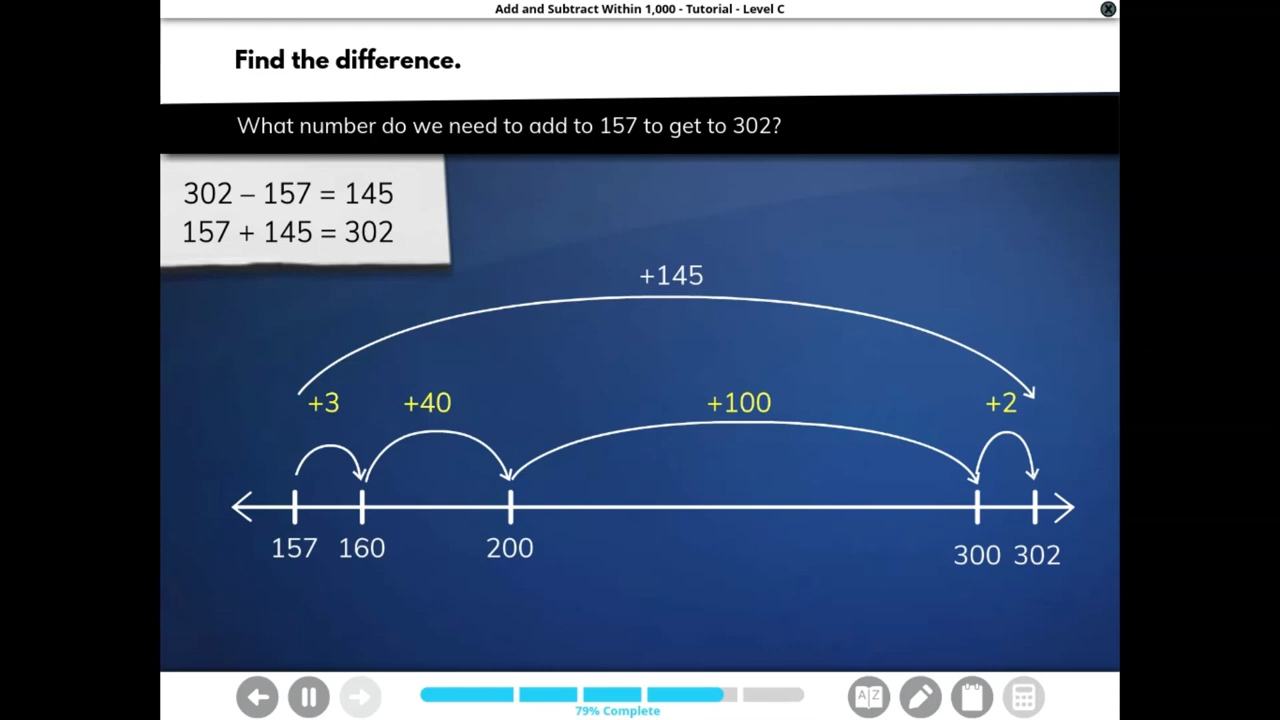 Add and Subtract Within 1,000 - Tutorial - Level C
Find the difference.
What number do we need to add to 157 to get to 302?
302 – 157 = 145
157 + 145 = 302
+145
+3 +40 +100 +2
157 160 200 300 302
A Z
79% Complete